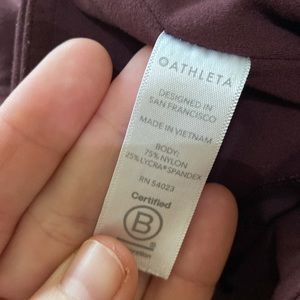 ATHLETA
DESIGNED IN
SAN FRANCISCO
MADE IN VIETNAM
BODY:
75% NYLON
25% LYCRA® SPANDEX
RN 54023
Certified
B